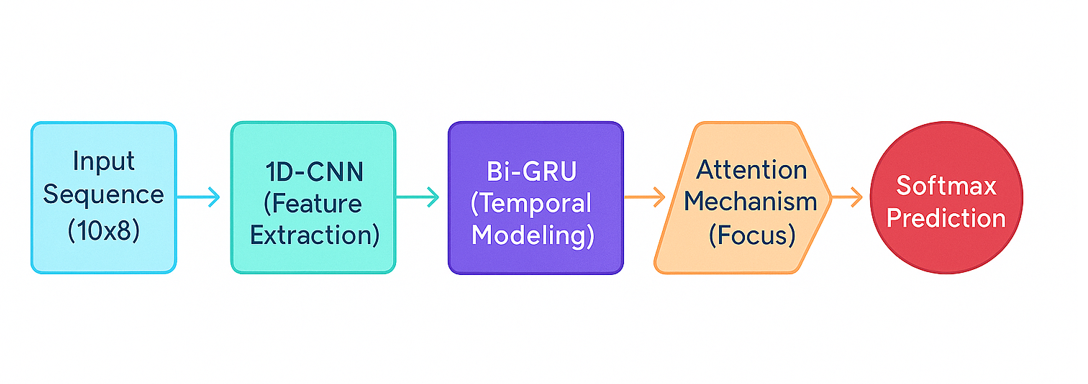 Input
Sequence
(10x8)
1D-CNN
(Feature
Extraction)
Bi-GRU
(Temporal
Modeling)
Attention
Mechanism
(Focus)
Softmax
Prediction